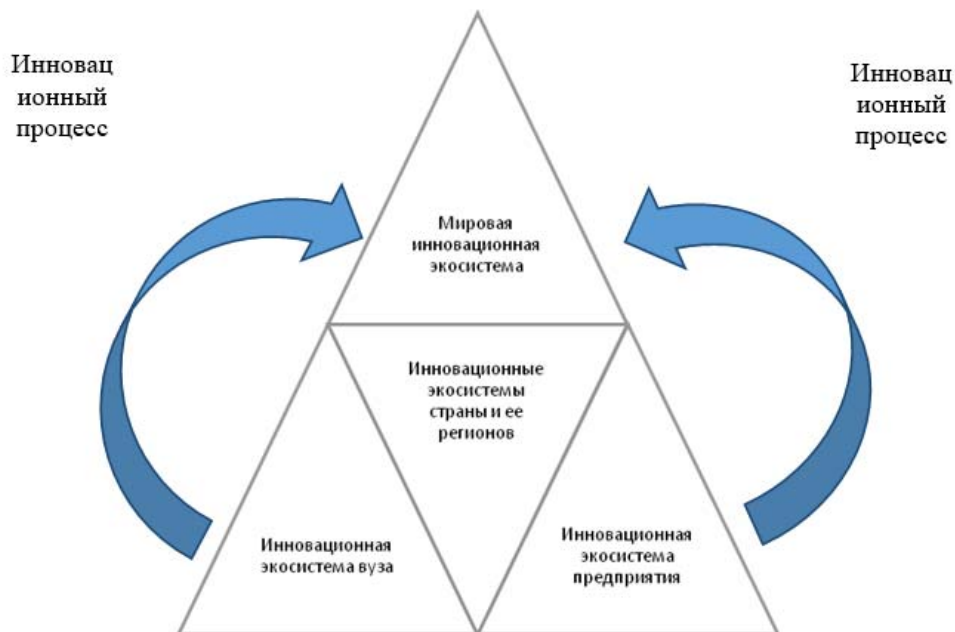 Инновац
ионный
процесс
Инновац
ионный
процесс
Мировая
инновационная
экосистема
Инновационные
экосистемы
страны и ее
регионов
Инновационная
экосистема вуза
Инновационная
экосистема
предприятия